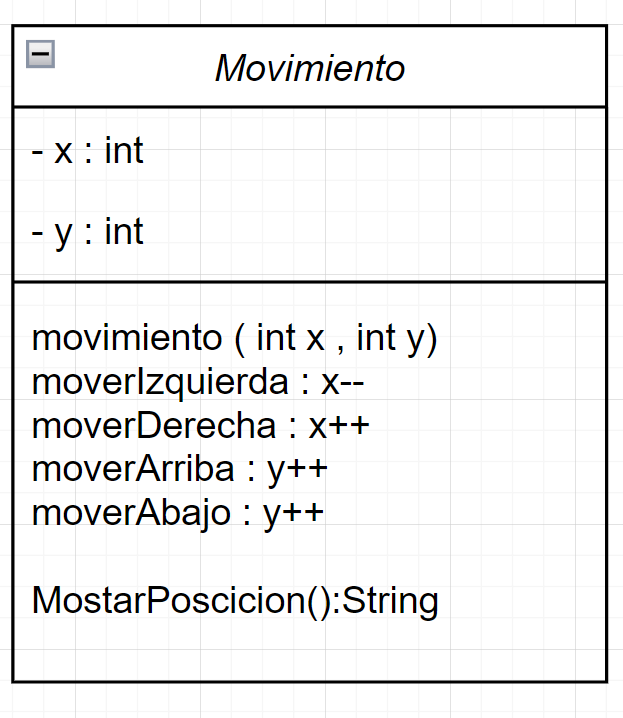 Movimiento
- x : int
- y : int
movimiento ( int x , int y)
moverIzquierda : x--
moverDerecha : x++
moverArriba : y++
moverAbajo : y++
MostarPoscicion():String